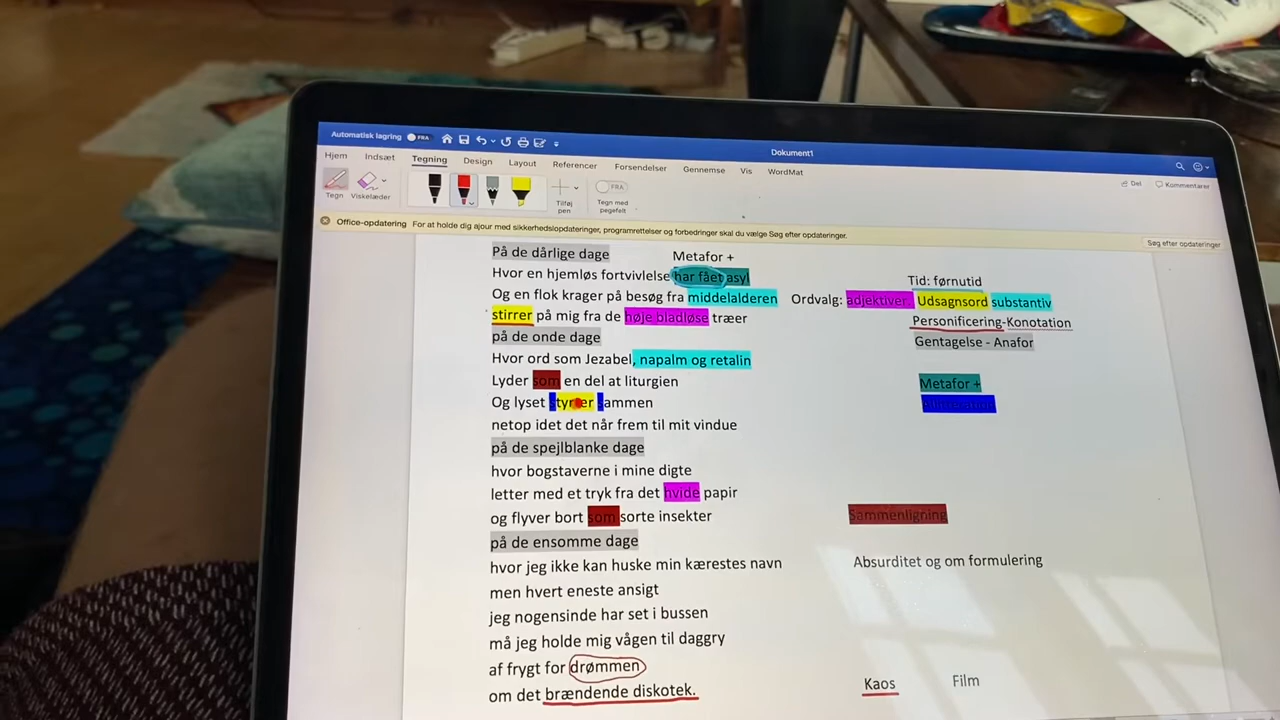 Automatisk lagring FRA
Dokument1
Hjem Indsæt Tegning Design Layout Referencer Forsendelser Gennemse Vis WordMat
Del Kommentarer
Tegn Viskelæder Tilføj pen FRA Tegn med pegefelt
Office-opdatering For at holde dig ajour med sikkerhedsopdateringer, programrettelser og forbedringer skal du vælge Søg efter opdateringer. Søg efter opdateringer
På de dårlige dage Metafor +
Hvor en hjemløs fortvivlelse har fået asyl Tid: førnutid
Og en flok krager på besøg fra middelalderen Ordvalg: adjektiver. Udsagnsord substantiv
stirrer på mig fra de høje bladløse træer Personificering-Konotation
på de onde dage Gentagelse - Anafor
Hvor ord som Jezabel, napalm og retalin
Lyder som en del at liturgien Metafor +
Og lyset styrter sammen
netop idet det når frem til mit vindue
på de spejlblanke dage
hvor bogstaverne i mine digte
letter med et tryk fra det hvide papir
og flyver bort som sorte insekter Sammenligning
på de ensomme dage
hvor jeg ikke kan huske min kærestes navn Absurditet og om formulering
men hvert eneste ansigt
jeg nogensinde har set i bussen
må jeg holde mig vågen til daggry
af frygt for drømmen
om det brændende diskotek. Kaos Film